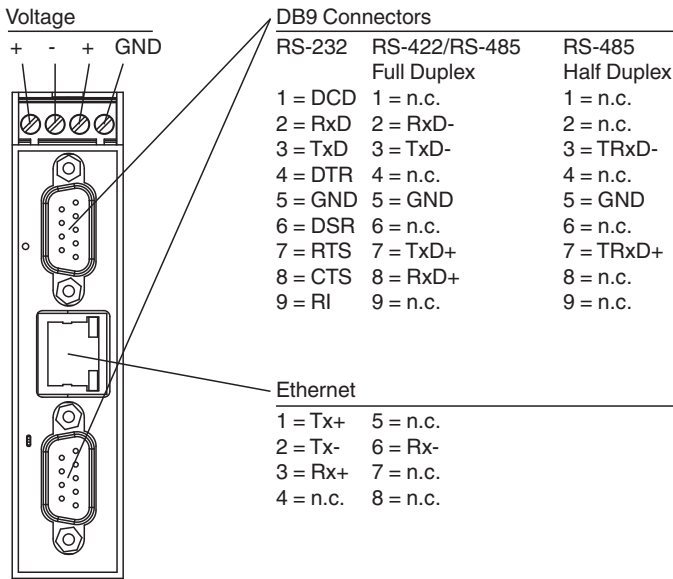 Voltage
+ - + GND
DB9 Connectors
RS-232 RS-422/RS-485 RS-485
Full Duplex Half Duplex
1 = DCD 1 = n.c. 1 = n.c.
2 = RxD 2 = RxD- 2 = n.c.
3 = TxD 3 = TxD- 3 = TRxD-
4 = DTR 4 = n.c. 4 = n.c.
5 = GND 5 = GND 5 = GND
6 = DSR 6 = n.c. 6 = n.c.
7 = RTS 7 = TxD+ 7 = TRxD+
8 = CTS 8 = RxD+ 8 = n.c.
9 = RI 9 = n.c. 9 = n.c.
Ethernet
1 = Tx+ 5 = n.c.
2 = Tx- 6 = Rx-
3 = Rx+ 7 = n.c.
4 = n.c. 8 = n.c.